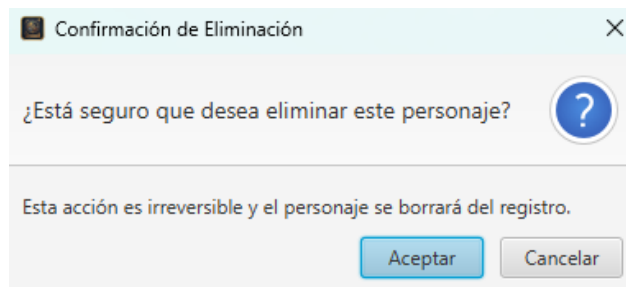 Confirmación de Eliminación
¿Está seguro que desea eliminar este personaje?
?
Esta acción es irreversible y el personaje se borrará del registro.
Aceptar Cancelar